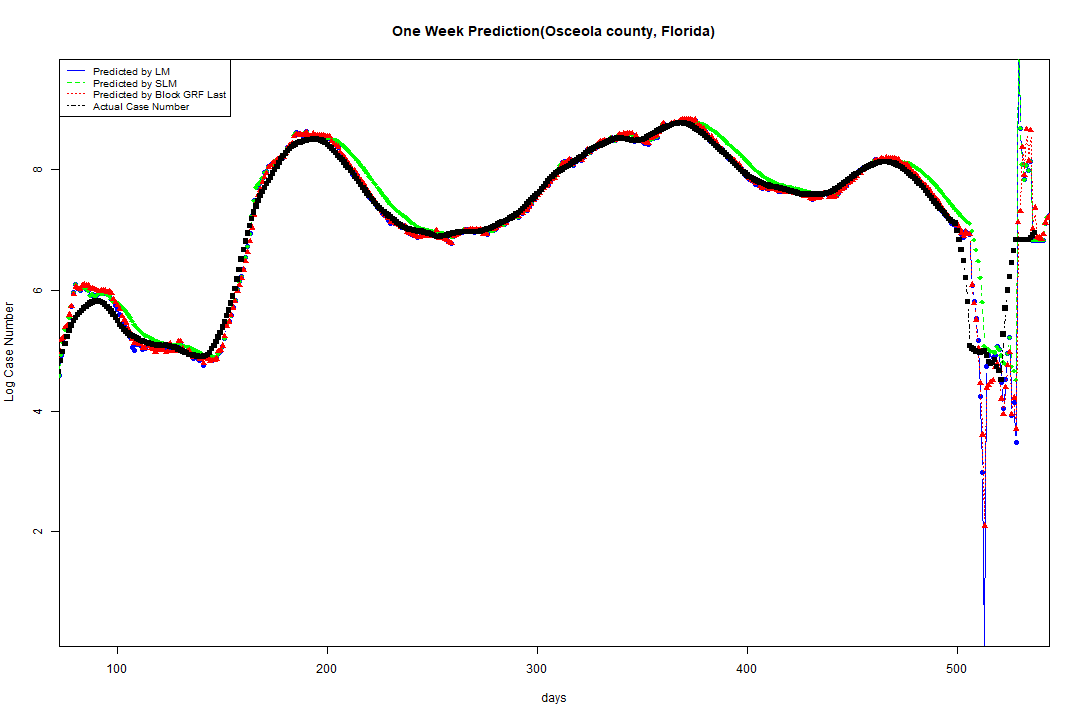 One Week Prediction(Osceola county, Florida)
Predicted by LM
Predicted by SLM
Predicted by Block GRF Last
Actual Case Number
Log Case Number
8
6
4
2
100 200 300 400 500
days